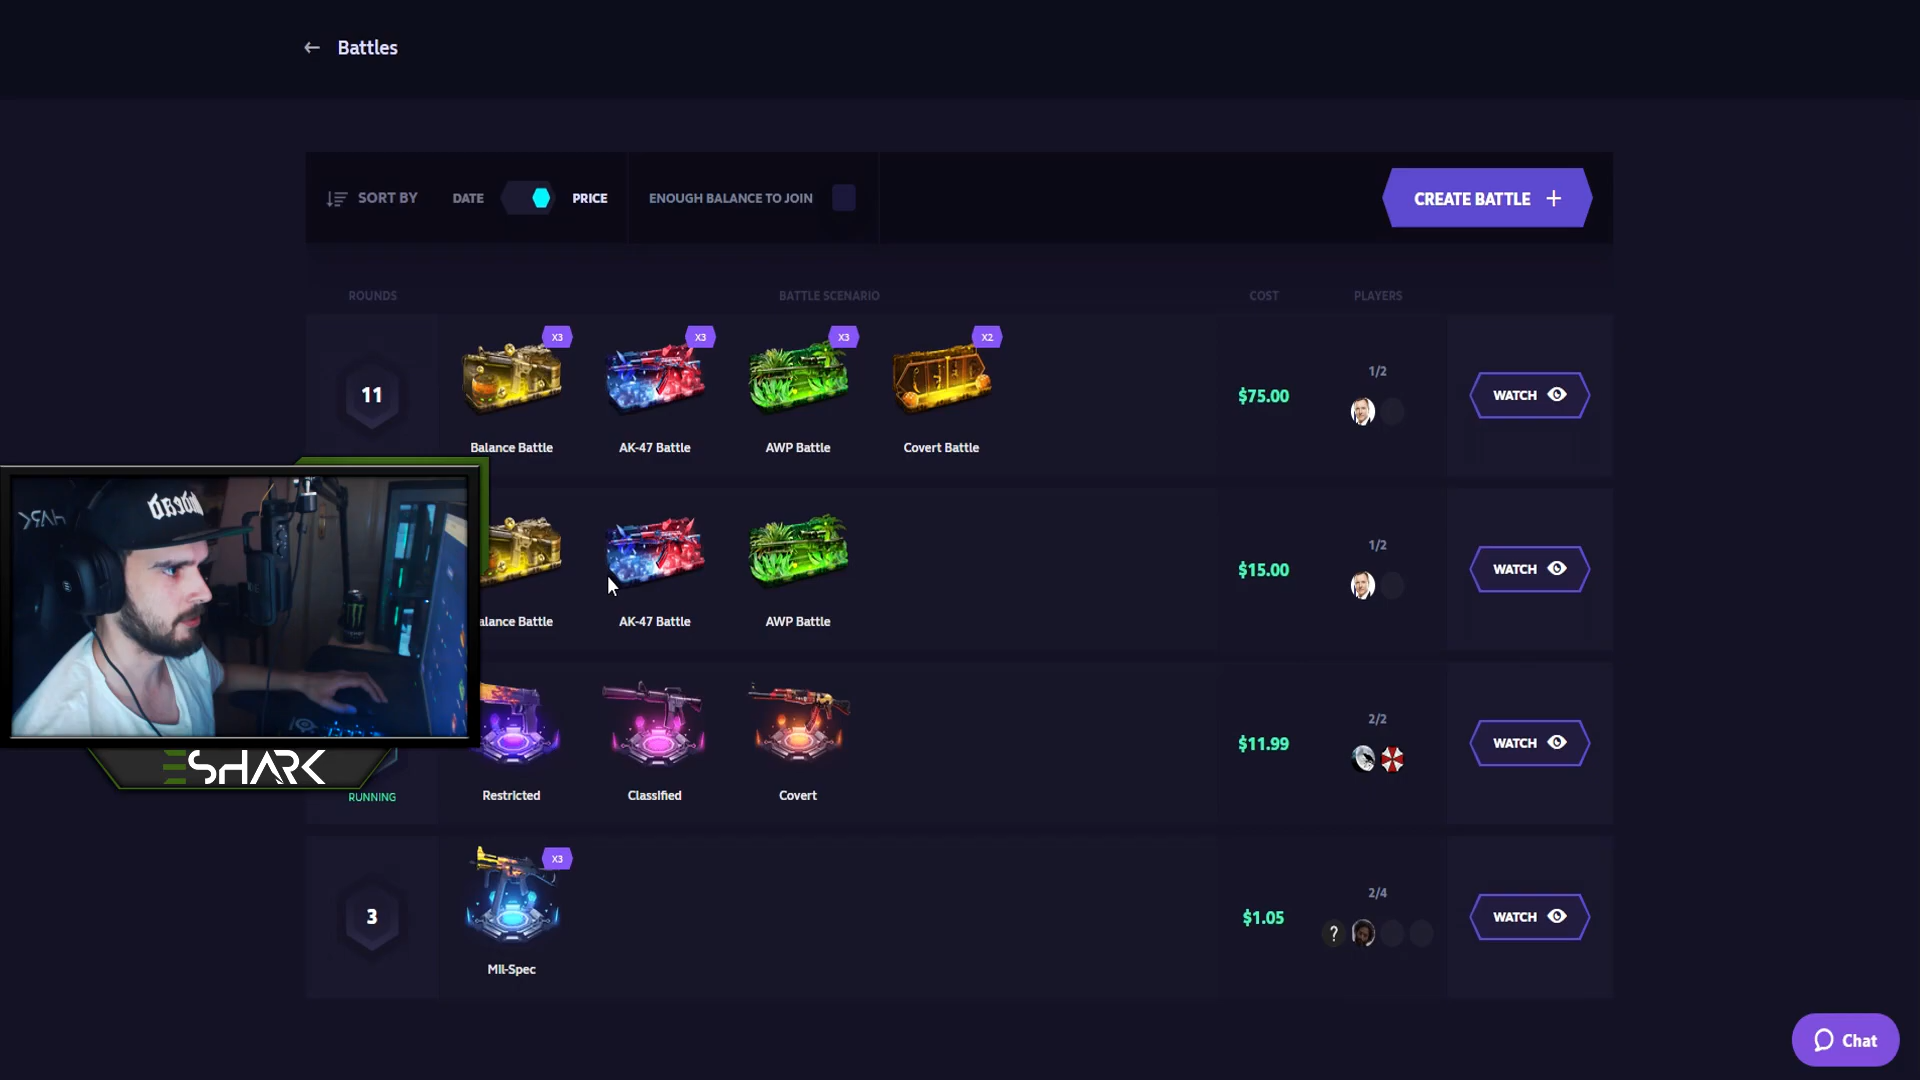 Battles
SORT BY DATE PRICE ENOUGH BALANCE TO JOIN CREATE BATTLE +
ROUNDS BATTLE SCENARIO COST PLAYERS
X3 X3 X3 X2
11 Balance Battle AK-47 Battle AWP Battle Covert Battle $75.00 1/2 WATCH
alance Battle AK-47 Battle AWP Battle $15.00 1/2 WATCH
RUNNING Restricted Classified Covert $11.99 2/2 WATCH
X3
3 Mil-Spec $1.05 2/4 ? WATCH
SHARK
Chat